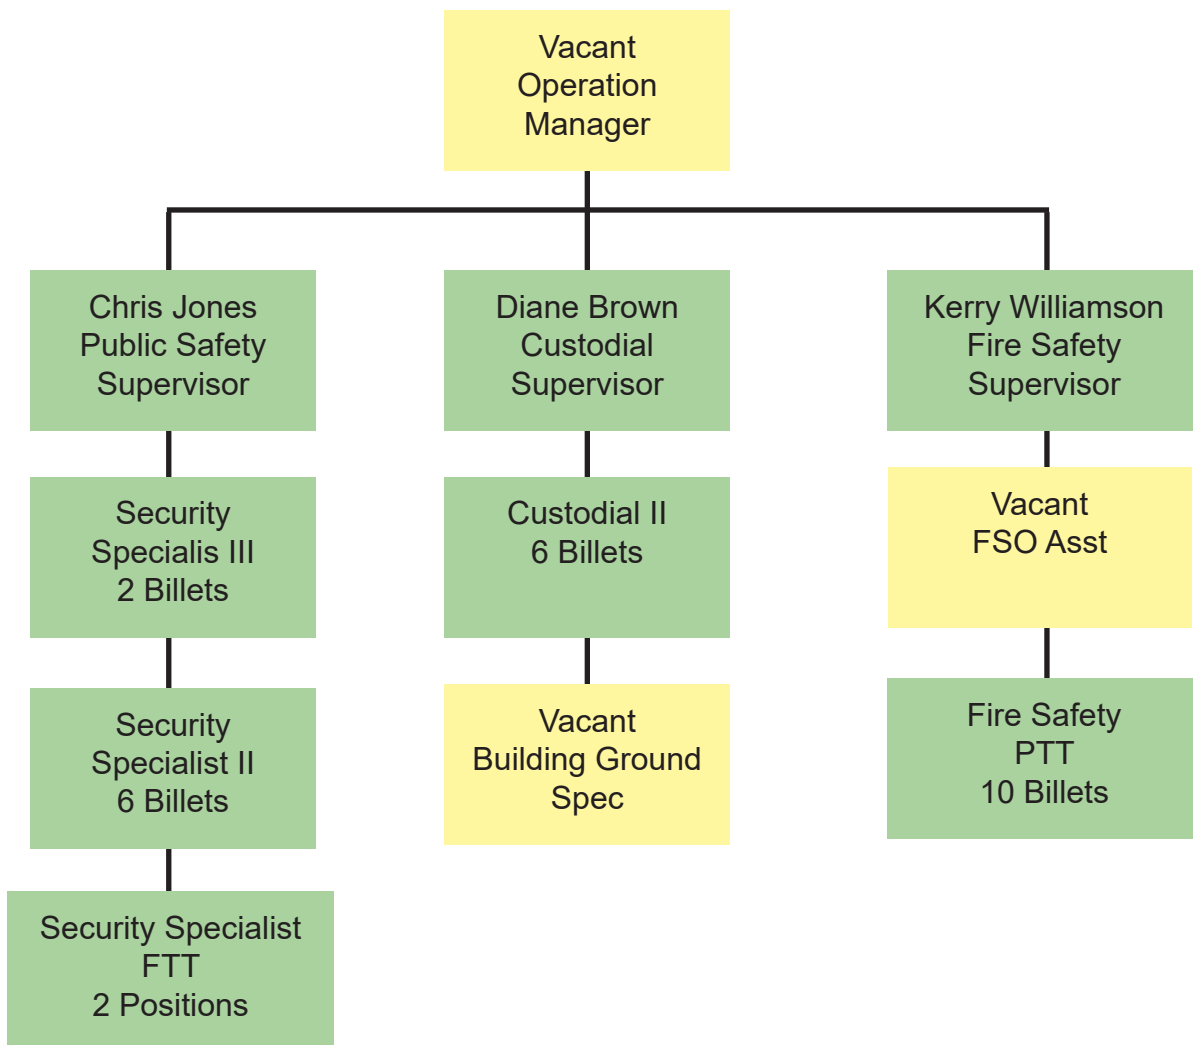 Vacant
Operation
Manager
Chris Jones
Public Safety
Supervisor
Diane Brown
Custodial
Supervisor
Kerry Williamson
Fire Safety
Supervisor
Security
Specialis III
2 Billets
Custodial II
6 Billets
Vacant
FSO Asst
Security
Specialist II
6 Billets
Vacant
Building Ground
Spec
Fire Safety
PTT
10 Billets
Security Specialist
FTT
2 Positions